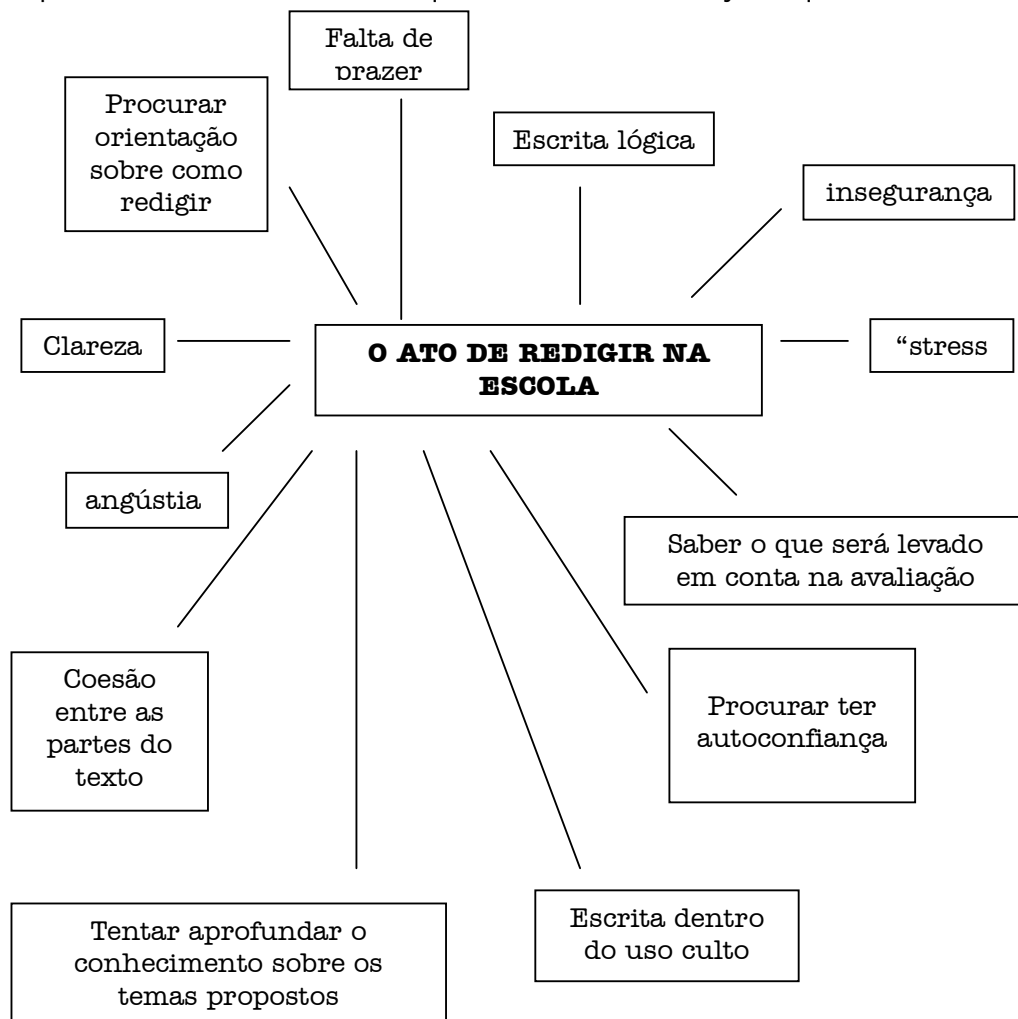 Falta de
prazer
Procurar
orientação
sobre como
redigir
Escrita lógica
insegurança
Clareza
O ATO DE REDIGIR NA
ESCOLA
“stress
angústia
Saber o que será levado
em conta na avaliação
Coesão
entre as
partes do
texto
Procurar ter
autoconfiança
Tentar aprofundar o
conhecimento sobre os
temas propostos
Escrita dentro
do uso culto